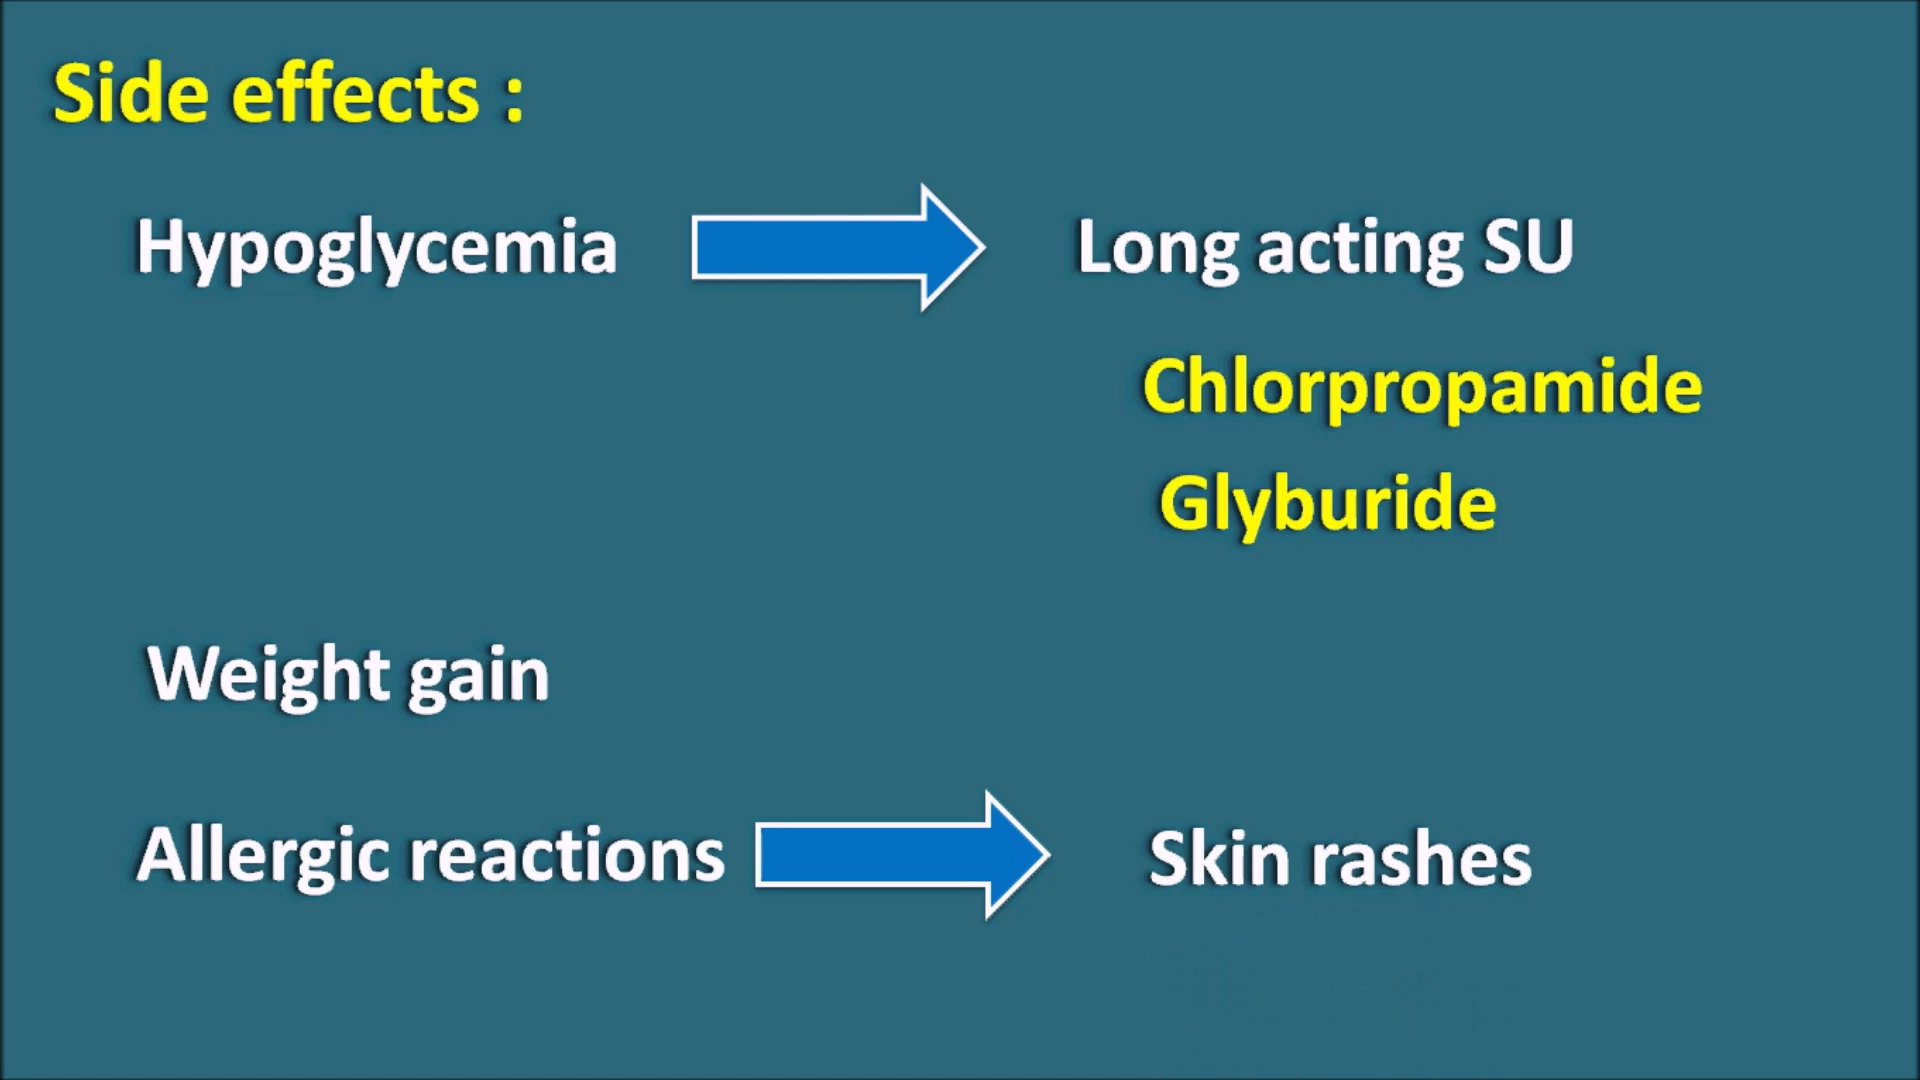 Side effects :
Hypoglycemia
Long acting SU
Chlorpropamide
Glyburide
Weight gain
Allergic reactions
Skin rashes